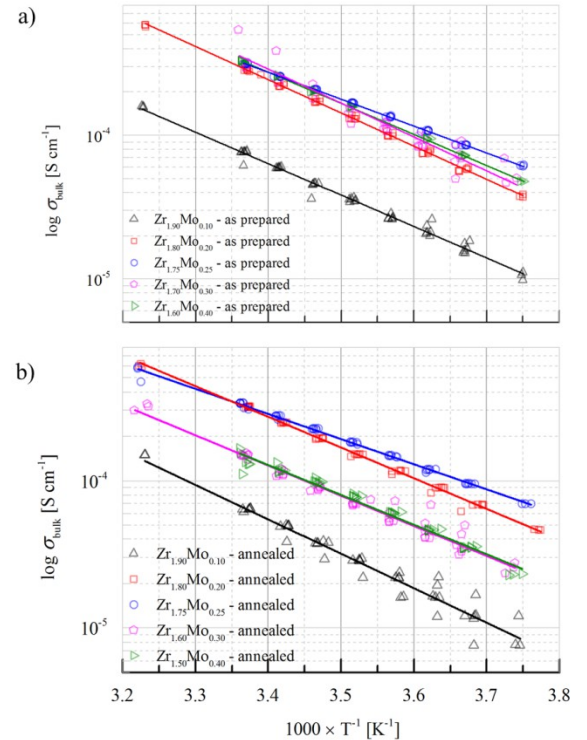 a)
log σbulk [S cm-1]
10-4
10-5
Zr1.90Mo0.10 - as prepared
Zr1.80Mo0.20 - as prepared
Zr1.75Mo0.25 - as prepared
Zr1.70Mo0.30 - as prepared
Zr1.60Mo0.40 - as prepared
b)
log σbulk [S cm-1]
10-4
10-5
Zr1.90Mo0.10 - annealed
Zr1.80Mo0.20 - annealed
Zr1.75Mo0.25 - annealed
Zr1.60Mo0.30 - annealed
Zr1.50Mo0.40 - annealed
3.2 3.3 3.4 3.5 3.6 3.7 3.8
1000 × T-1 [K-1]